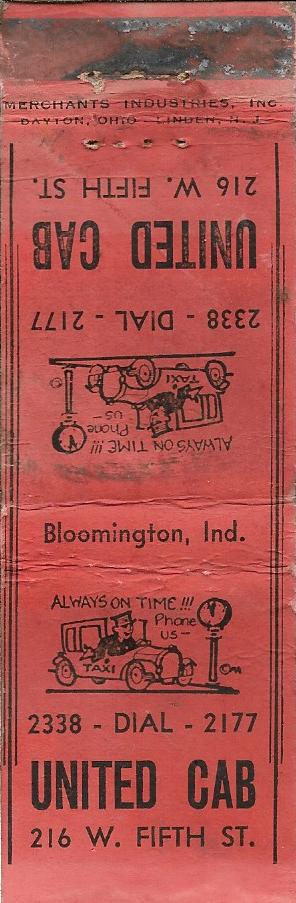 MERCHANTS INDUSTRIES, INC.
DAYTON, OHIO - LINDEN, N. J.
216 W. FIFTH ST.
UNITED CAB
2338 - DIAL - 2177
TAXI
Phone
US-
ALWAYS ON TIME!!!
Bloomington, Ind.
ALWAYS ON TIME!!!
Phone
US-
TAXI
2338 - DIAL - 2177
UNITED CAB
216 W. FIFTH ST.